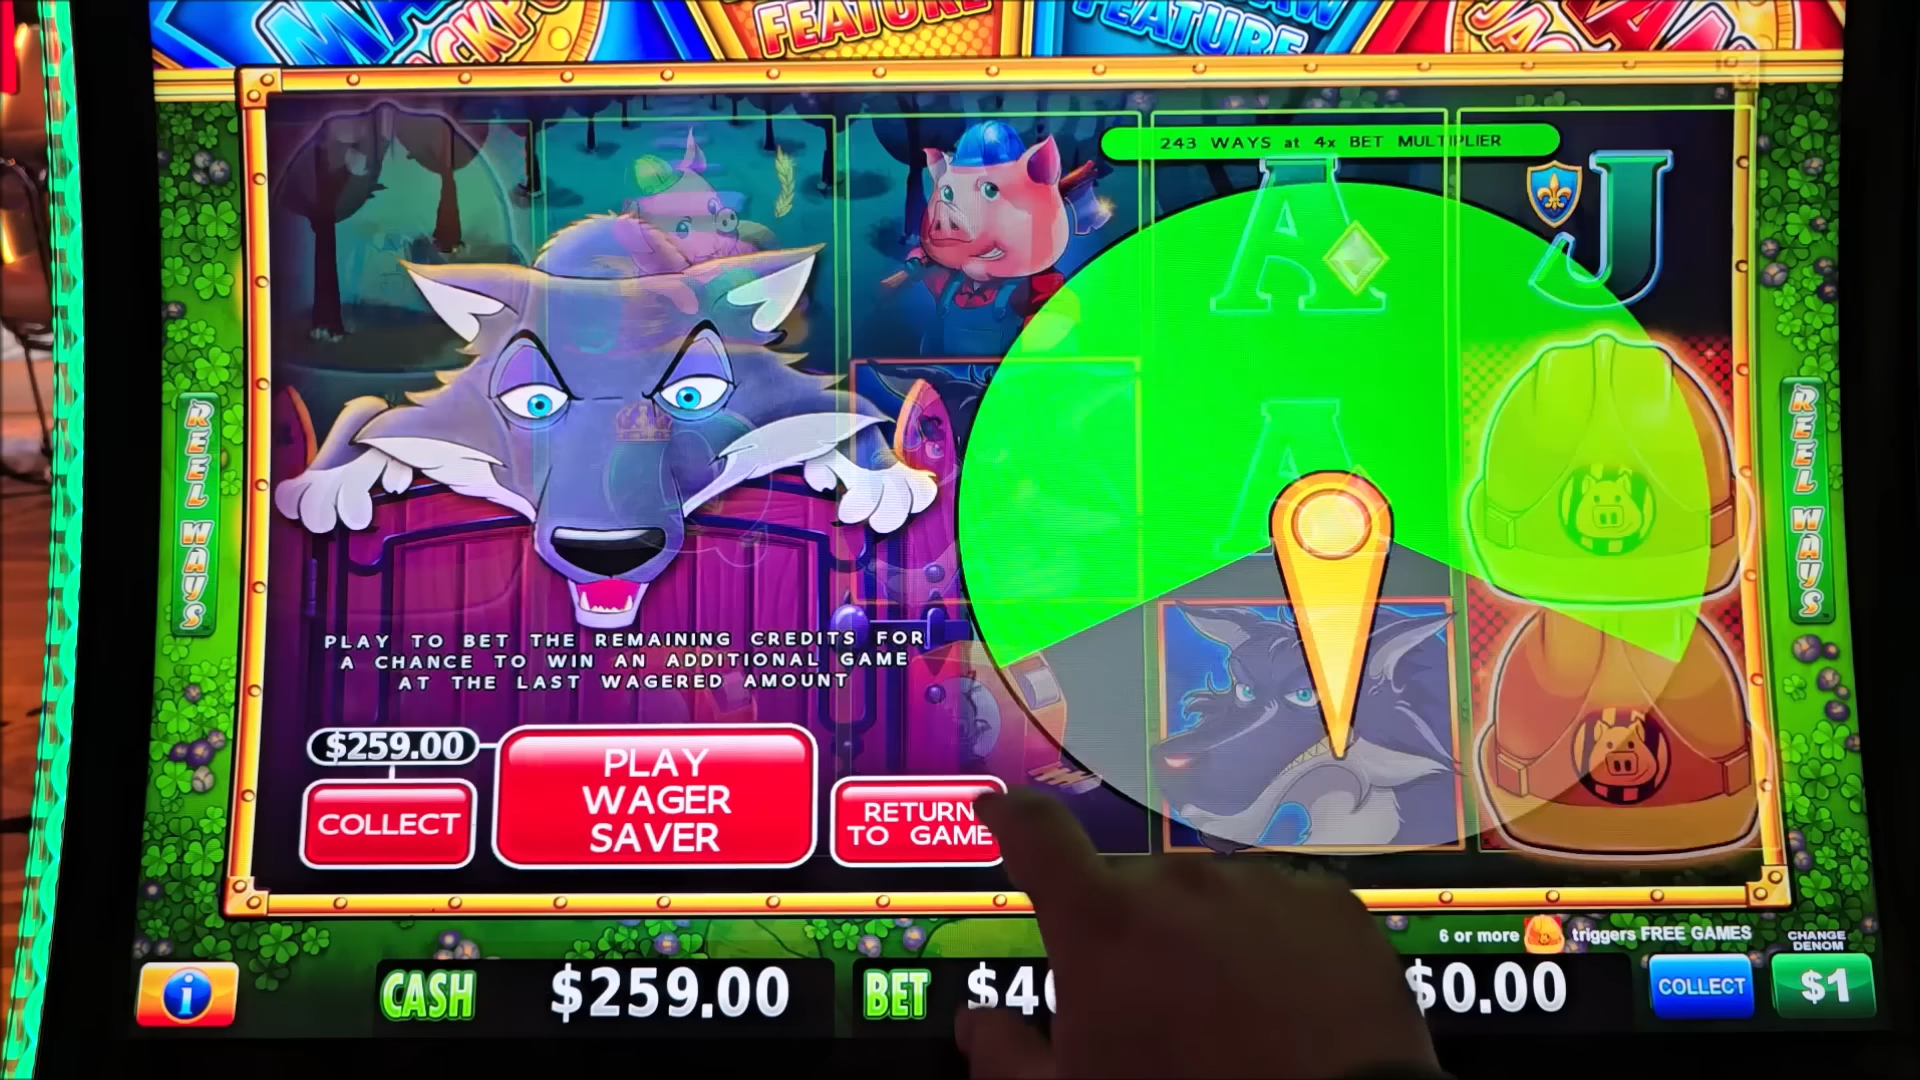 FEATURE
FEATURE
243 WAYS at 4x BET MULTIPLIER
A
J
A
REEL WAYS
REEL WAYS
PLAY TO BET THE REMAINING CREDITS FOR
A CHANCE TO WIN AN ADDITIONAL GAME
AT THE LAST WAGERED AMOUNT
$259.00
COLLECT
PLAY
WAGER
SAVER
RETURN
TO GAME
6 or more triggers FREE GAMES
CHANGE
DENOM
CASH $259.00
BET
$0.00
COLLECT
$1